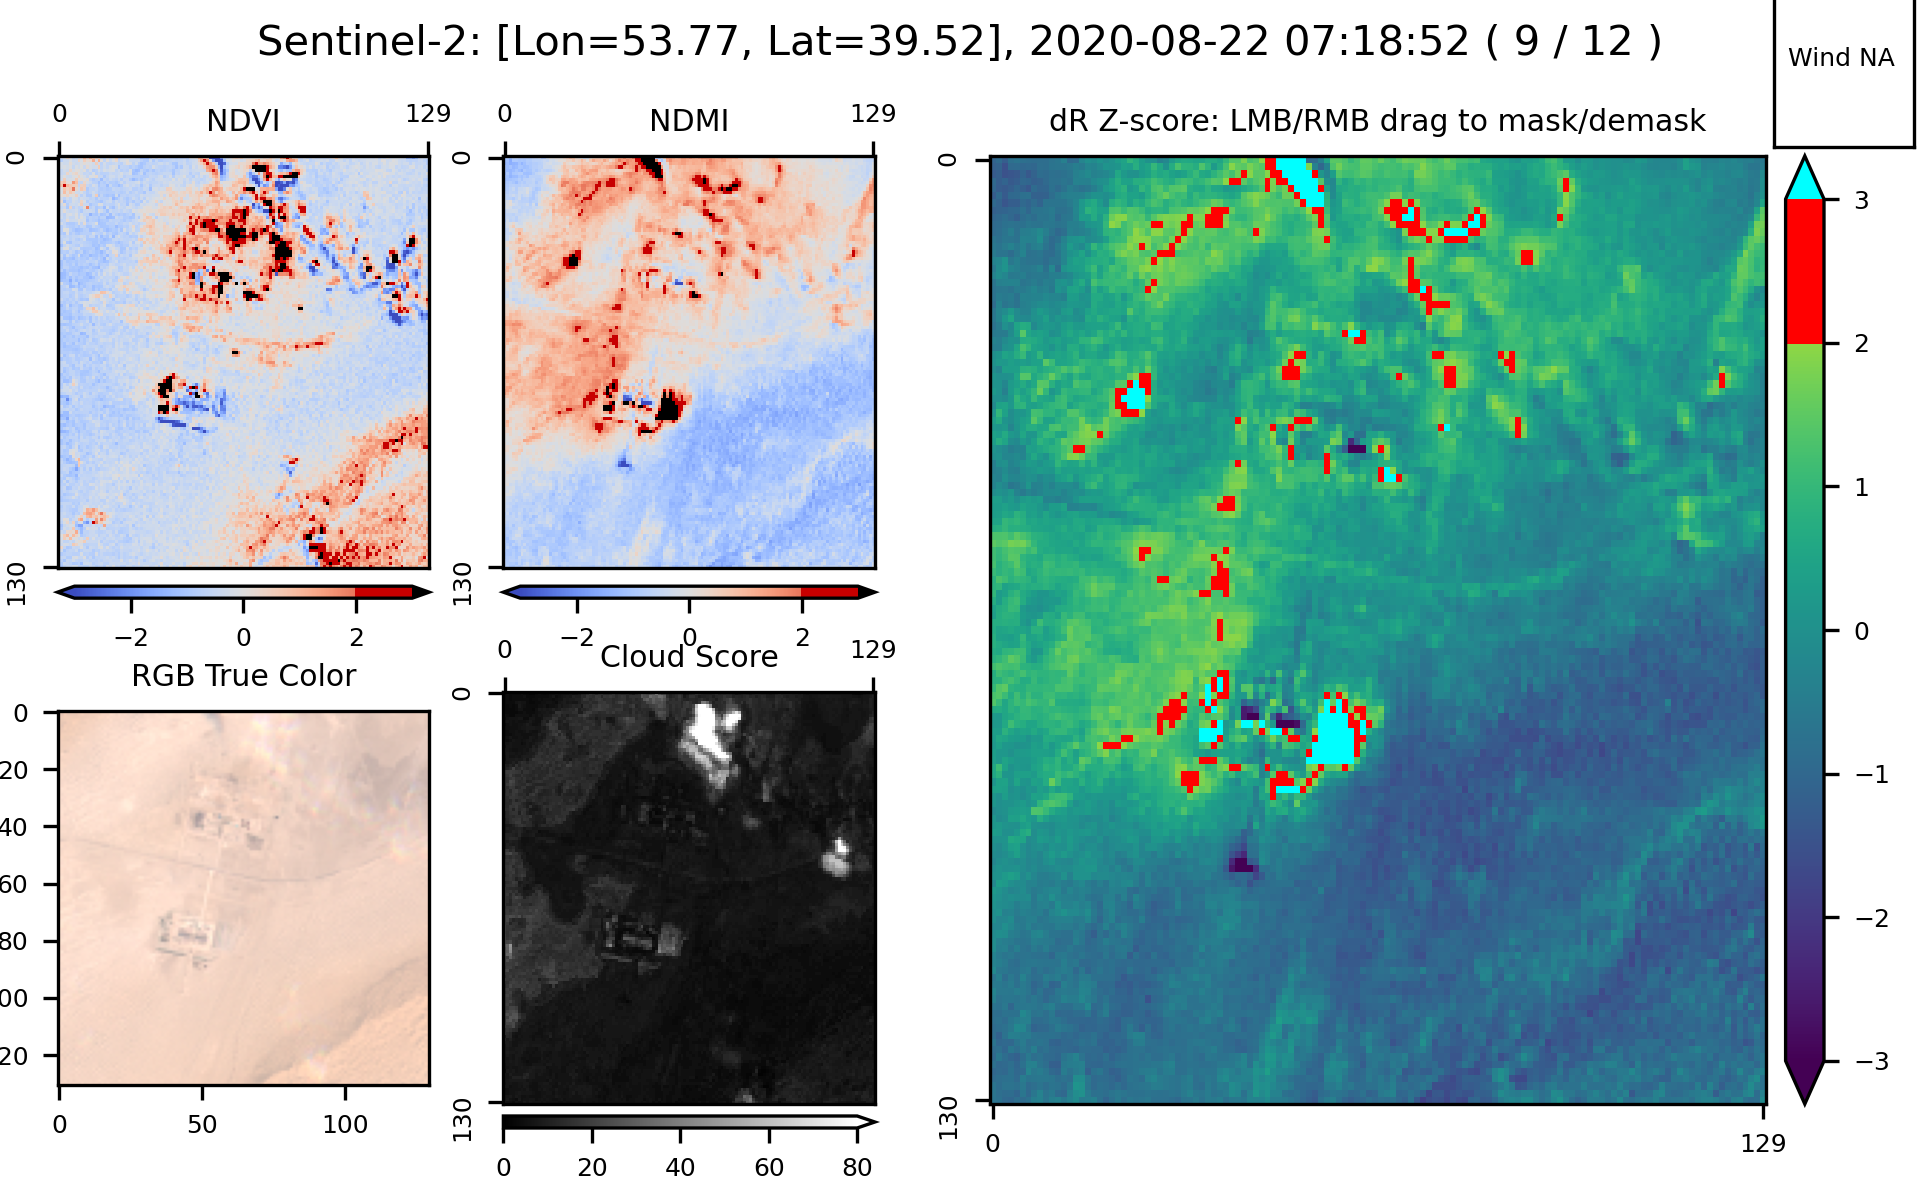 Sentinel-2: [Lon=53.77, Lat=39.52], 2020-08-22 07:18:52 ( 9 / 12 )
Wind NA
0 129
NDVI
0
130
−2 0 2
0 129
NDMI
0
130
−2 0 2
dR Z-score: LMB/RMB drag to mask/demask
0
130
0 129
3
2
1
0
−1
−2
−3
RGB True Color
0
20
40
60
80
00
20
0 50 100
0 129
Cloud Score
0
130
0 20 40 60 80